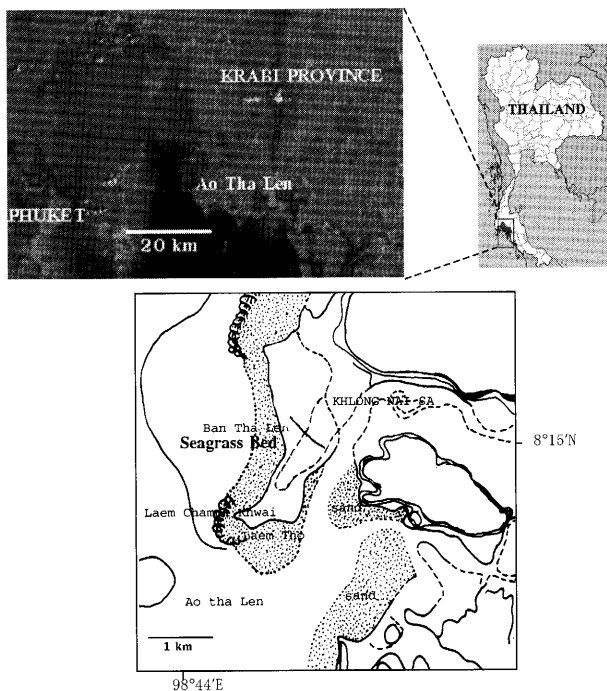 KRABI PROVINCE
THAILAND
Ao Tha Len
PHUKET
20 km
KHLONG NAI SA
Ban Tha Len
8°15′N
Seagrass Bed
Laem Cham Khwai
sand
Laem Tho
Ao tha Len
sand
1 km
98°44′E